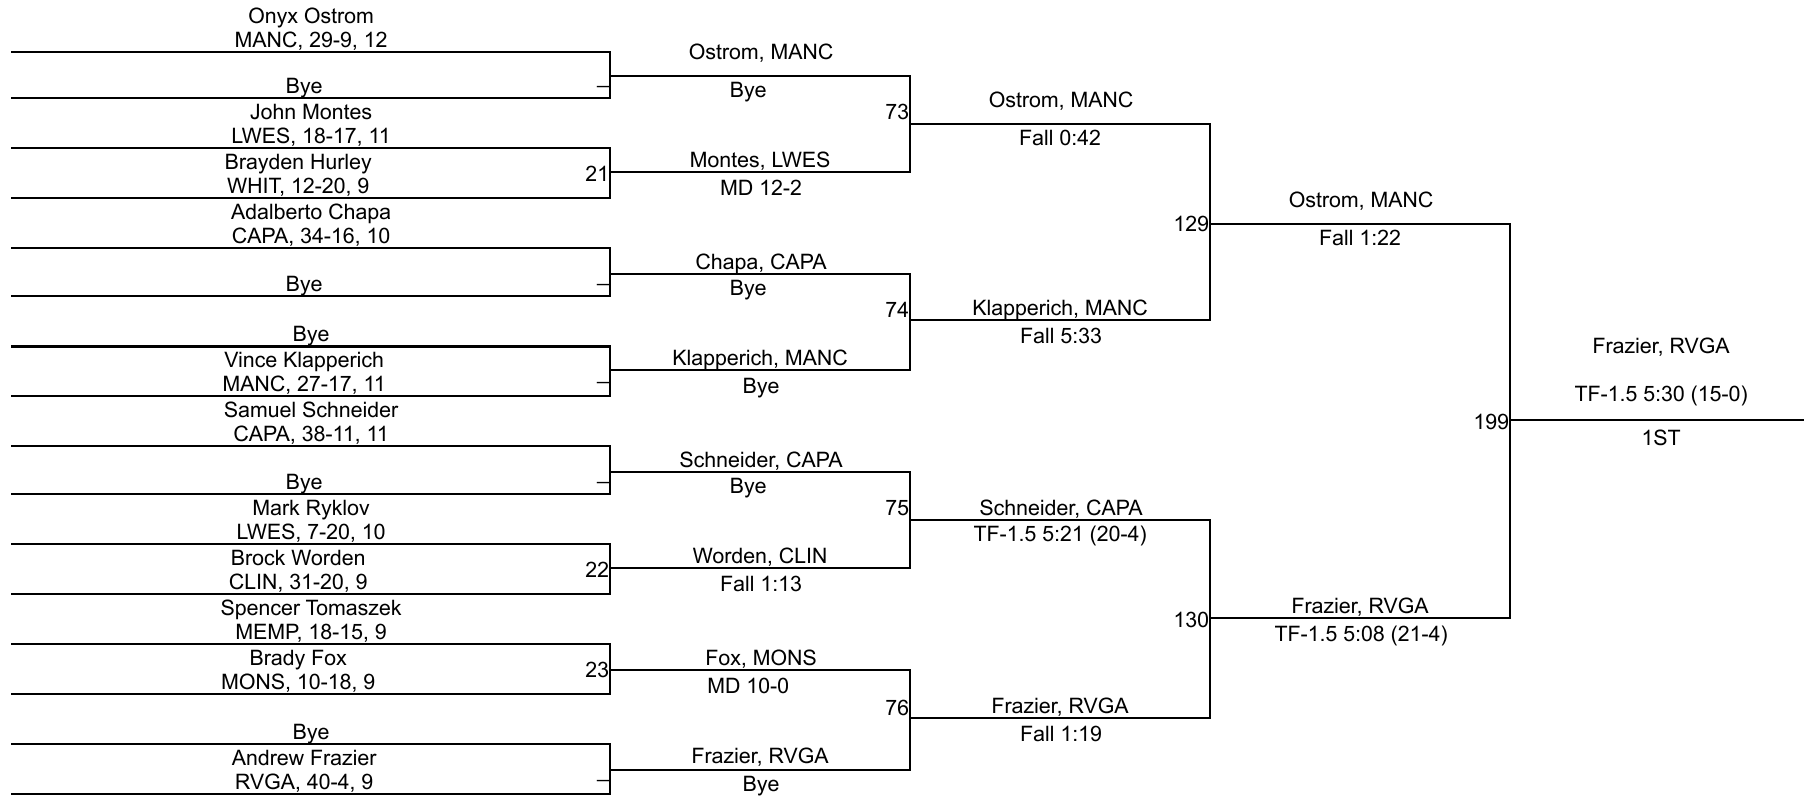 Onyx Ostrom
MANC, 29-9, 12
Bye
John Montes
LWES, 18-17, 11
Brayden Hurley
WHIT, 12-20, 9
21
Adalberto Chapa
CAPA, 34-16, 10
Bye
Bye
Vince Klapperich
MANC, 27-17, 11
Samuel Schneider
CAPA, 38-11, 11
Bye
Mark Ryklov
LWES, 7-20, 10
Brock Worden
CLIN, 31-20, 9
22
Spencer Tomaszek
MEMP, 18-15, 9
Brady Fox
MONS, 10-18, 9
23
Bye
Andrew Frazier
RVGA, 40-4, 9
Ostrom, MANC
Bye
73
Montes, LWES
MD 12-2
Chapa, CAPA
Bye
74
Klapperich, MANC
Bye
Schneider, CAPA
Bye
75
Worden, CLIN
Fall 1:13
Fox, MONS
MD 10-0
76
Frazier, RVGA
Bye
Ostrom, MANC
Fall 0:42
129
Klapperich, MANC
Fall 5:33
Schneider, CAPA
TF-1.5 5:21 (20-4)
130
Frazier, RVGA
Fall 1:19
Ostrom, MANC
Fall 1:22
199
Frazier, RVGA
TF-1.5 5:08 (21-4)
Frazier, RVGA
TF-1.5 5:30 (15-0)
1ST